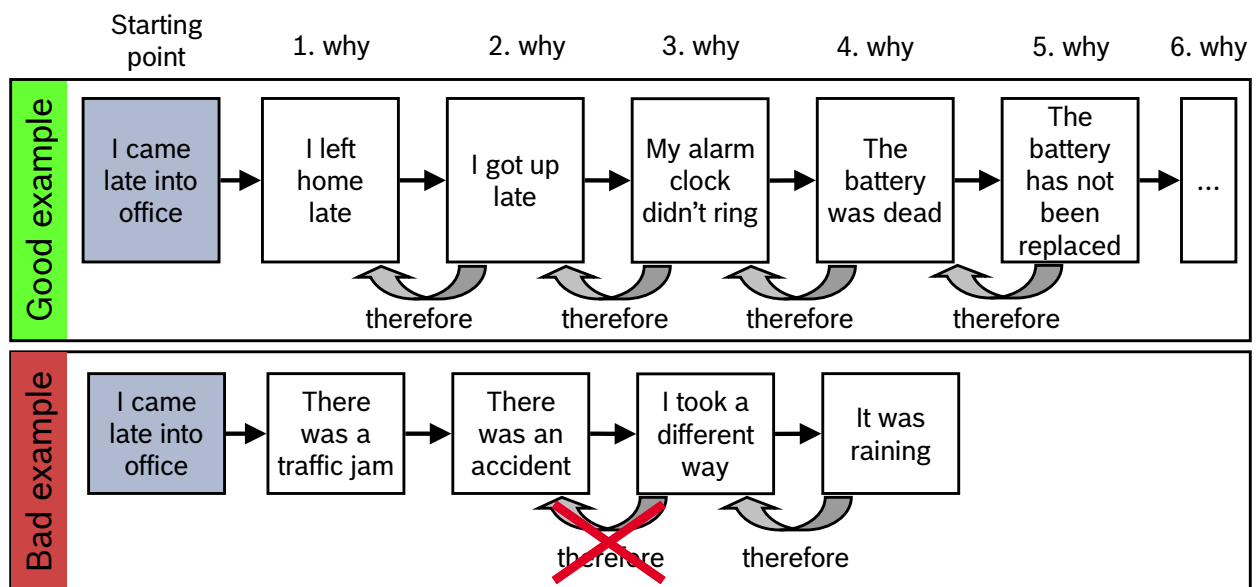 Starting
point
1. why
2. why
3. why
4. why
5. why
6. why
Good example
I came
late into
office
I left
home
late
I got up
late
My alarm
clock
didn't ring
The
battery
was dead
The
battery
has not
been
replaced
...
therefore
therefore
therefore
therefore
Bad example
I came
late into
office
There
was a
traffic jam
There
was an
accident
I took a
different
way
It was
raining
therefore
therefore